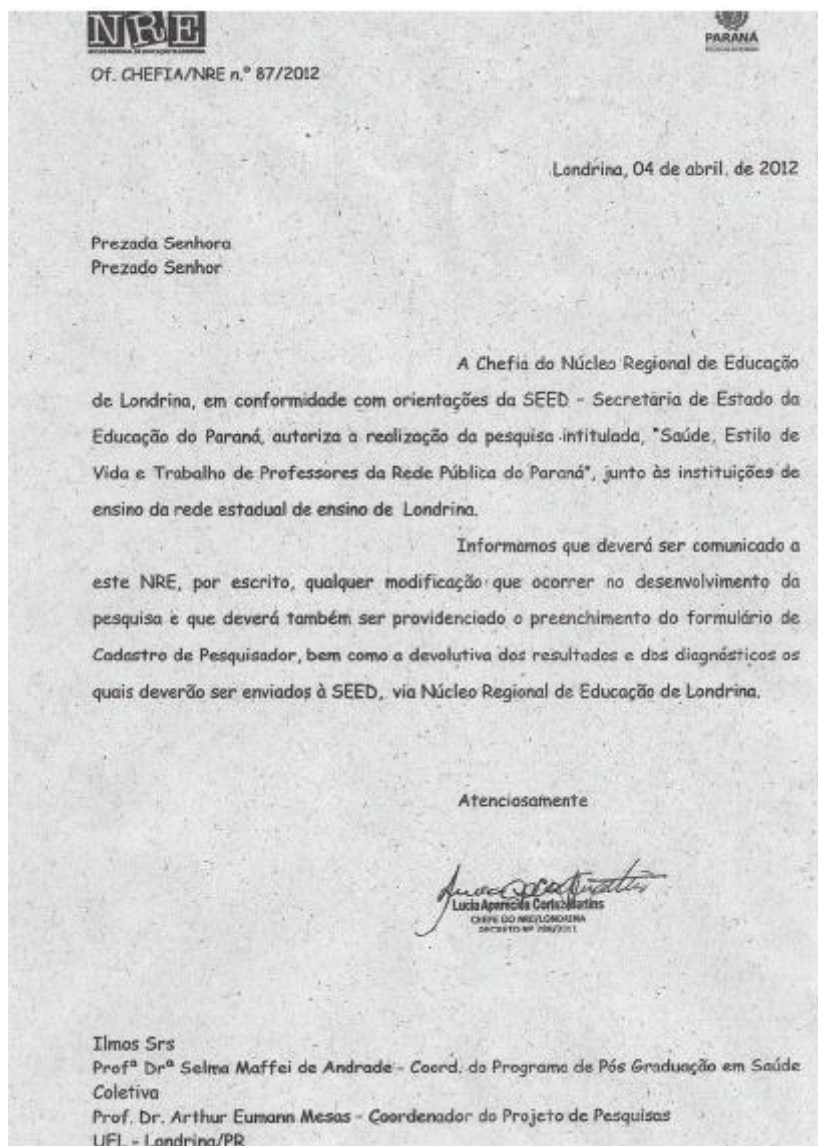 NRE
PARANÁ
Of. CHEFIA/NRE n.º 87/2012
Londrina, 04 de abril. de 2012
Prezada Senhora
Prezado Senhor
A Chefia do Núcleo Regional de Educação
de Londrina, em conformidade com orientações da SEED - Secretaria de Estado da
Educação do Paraná, autoriza a realização da pesquisa intitulada, "Saúde, Estilo de
Vida e Trabalho de Professores da Rede Pública do Paraná", junto às instituições de
ensino da rede estadual de ensino de Londrina.
Informamos que deverá ser comunicado a
este NRE, por escrito, qualquer modificação que ocorrer no desenvolvimento da
pesquisa e que deverá também ser providenciado o preenchimento do formulário de
Cadastro de Pesquisador, bem como a devolutiva dos resultados e dos diagnósticos os
quais deverão ser enviados à SEED, via Núcleo Regional de Educação de Londrina.
Atenciosamente
Lucia Aparecida Martins
CHEFE DO NRE/LONDRINA
DECRETO Nº
Ilmos Srs
Profª Drª Selma Maffei de Andrade - Coord. do Programa de Pós Graduação em Saúde
Coletiva
Prof. Dr. Arthur Eumann Mesas - Coordenador do Projeto de Pesquisas
UEL - Londrina/PR